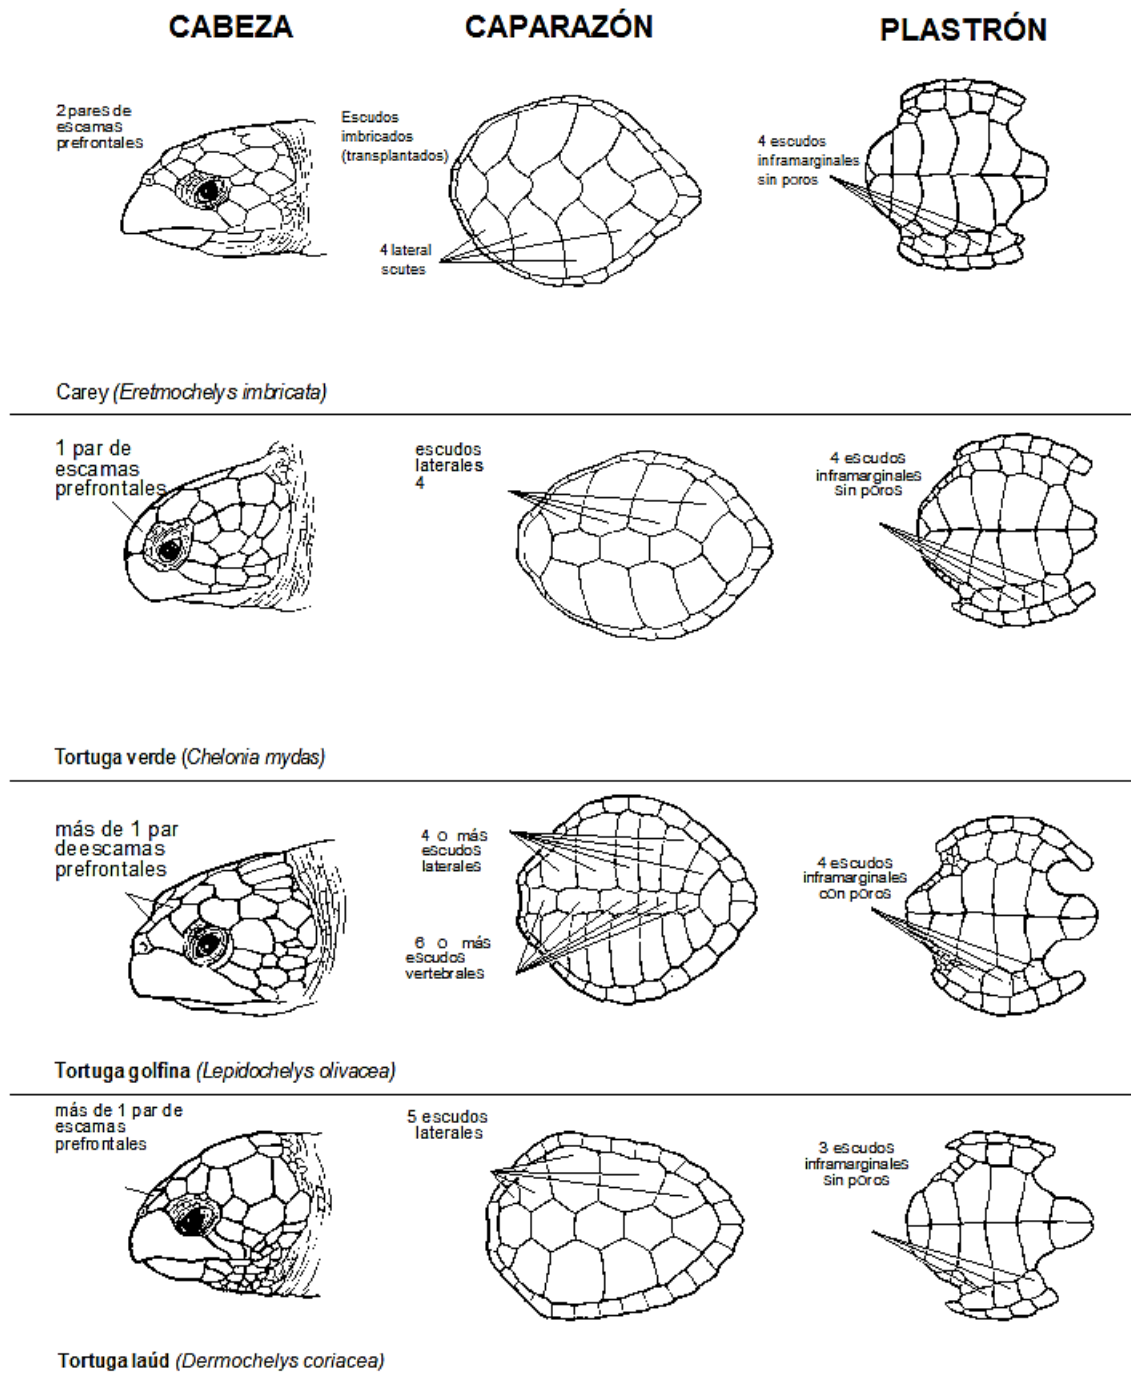 CABEZA
CAPARAZÓN
PLASTRÓN
2 pares de
escamas
prefrontales
Escudos
imbricados
(transplantados)
4 lateral
scutes
4 escudos
inframarginales
sin poros
Carey (Eretmochelys imbricata)
1 par de
escamas
prefrontales
escudos
laterales
4
4 escudos
inframarginales
sin poros
Tortuga verde (Chelonia mydas)
más de 1 par
de escamas
prefrontales
4 o más
escudos
laterales
6 o más
escudos
vertebrales
4 escudos
inframarginales
con poros
Tortuga golfina (Lepidochelys olivacea)
más de 1 par de
escamas
prefrontales
5 escudos
laterales
3 escudos
inframarginales
sin poros
Tortuga laúd (Dermochelys coriacea)